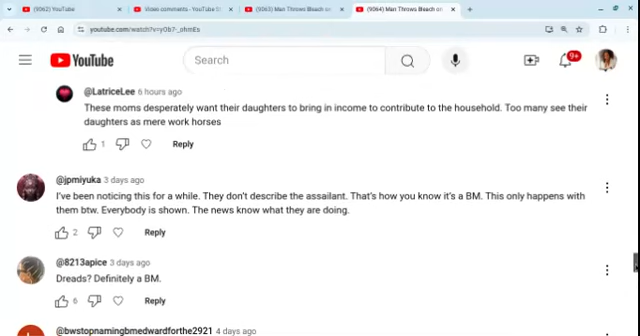 (9062) YouTube
Video comments - YouTube S
(9063) Man Throws Bleach on
(9064) Man Throws Bleach on
youtube.com/watch?v=y0b7-_ohmEs
YouTube
Search
9+
@LatriceLee 6 hours ago
These moms desperately want their daughters to bring in income to contribute to the household. Too many see their
daughters as mere work horses
1 Reply
@jpmiyuka 3 days ago
I've been noticing this for a while. They don't describe the assailant. That's how you know it's a BM. This only happens with
them btw. Everybody is shown. The news know what they are doing.
2 Reply
@8213apice 3 days ago
Dreads? Definitely a BM.
6 Reply
@bwstopnamingbmedwardforthe2921 4 days ago